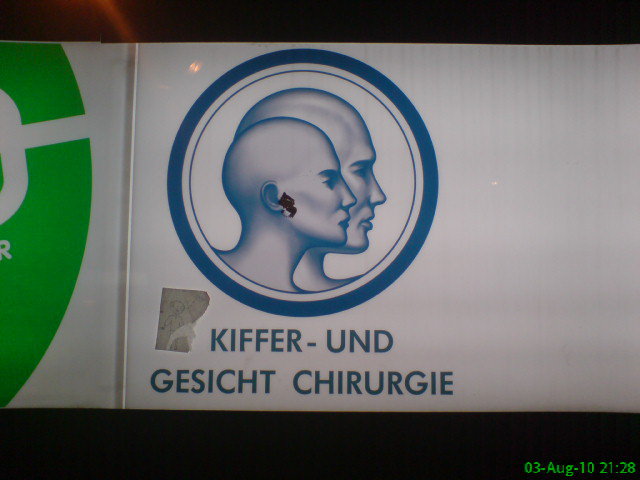 R
KIFFER - UND
GESICHT CHIRURGIE
03-Aug-10 21:28